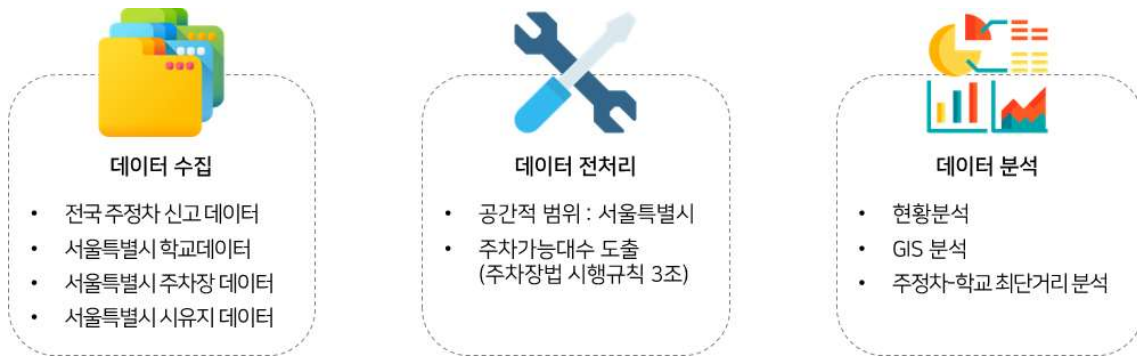 데이터 수집
• 전국 주정차 신고 데이터
• 서울특별시 학교데이터
• 서울특별시 주차장 데이터
• 서울특별시 시유지 데이터
데이터 전처리
• 공간적 범위 : 서울특별시
• 주차가능대수 도출
(주차장법 시행규칙 3조)
데이터 분석
• 현황분석
• GIS 분석
• 주정차-학교 최단거리 분석